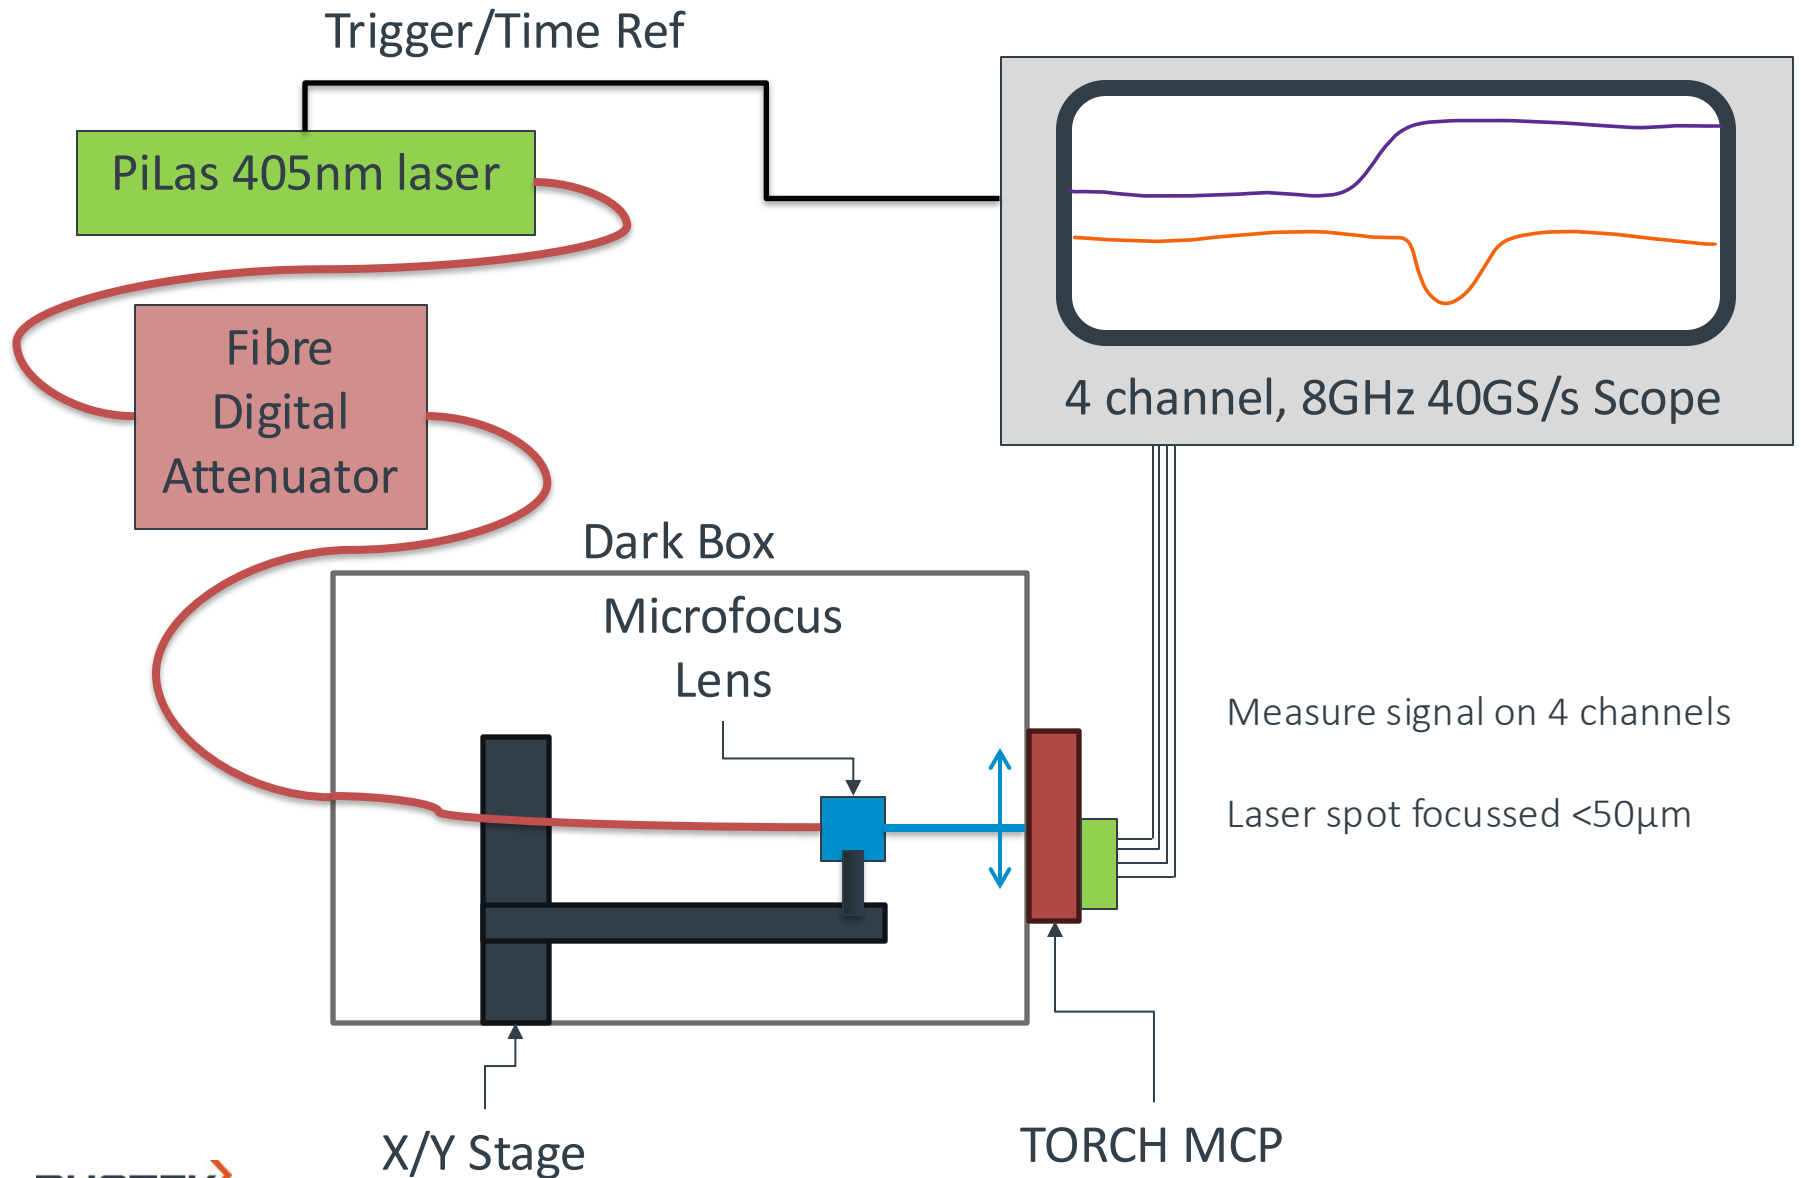 Trigger/Time Ref
PiLas 405nm laser
Fibre
Digital
Attenuator
4 channel, 8GHz 40GS/s Scope
Dark Box
Microfocus
Lens
Measure signal on 4 channels
Laser spot focussed <50µm
X/Y Stage
TORCH MCP